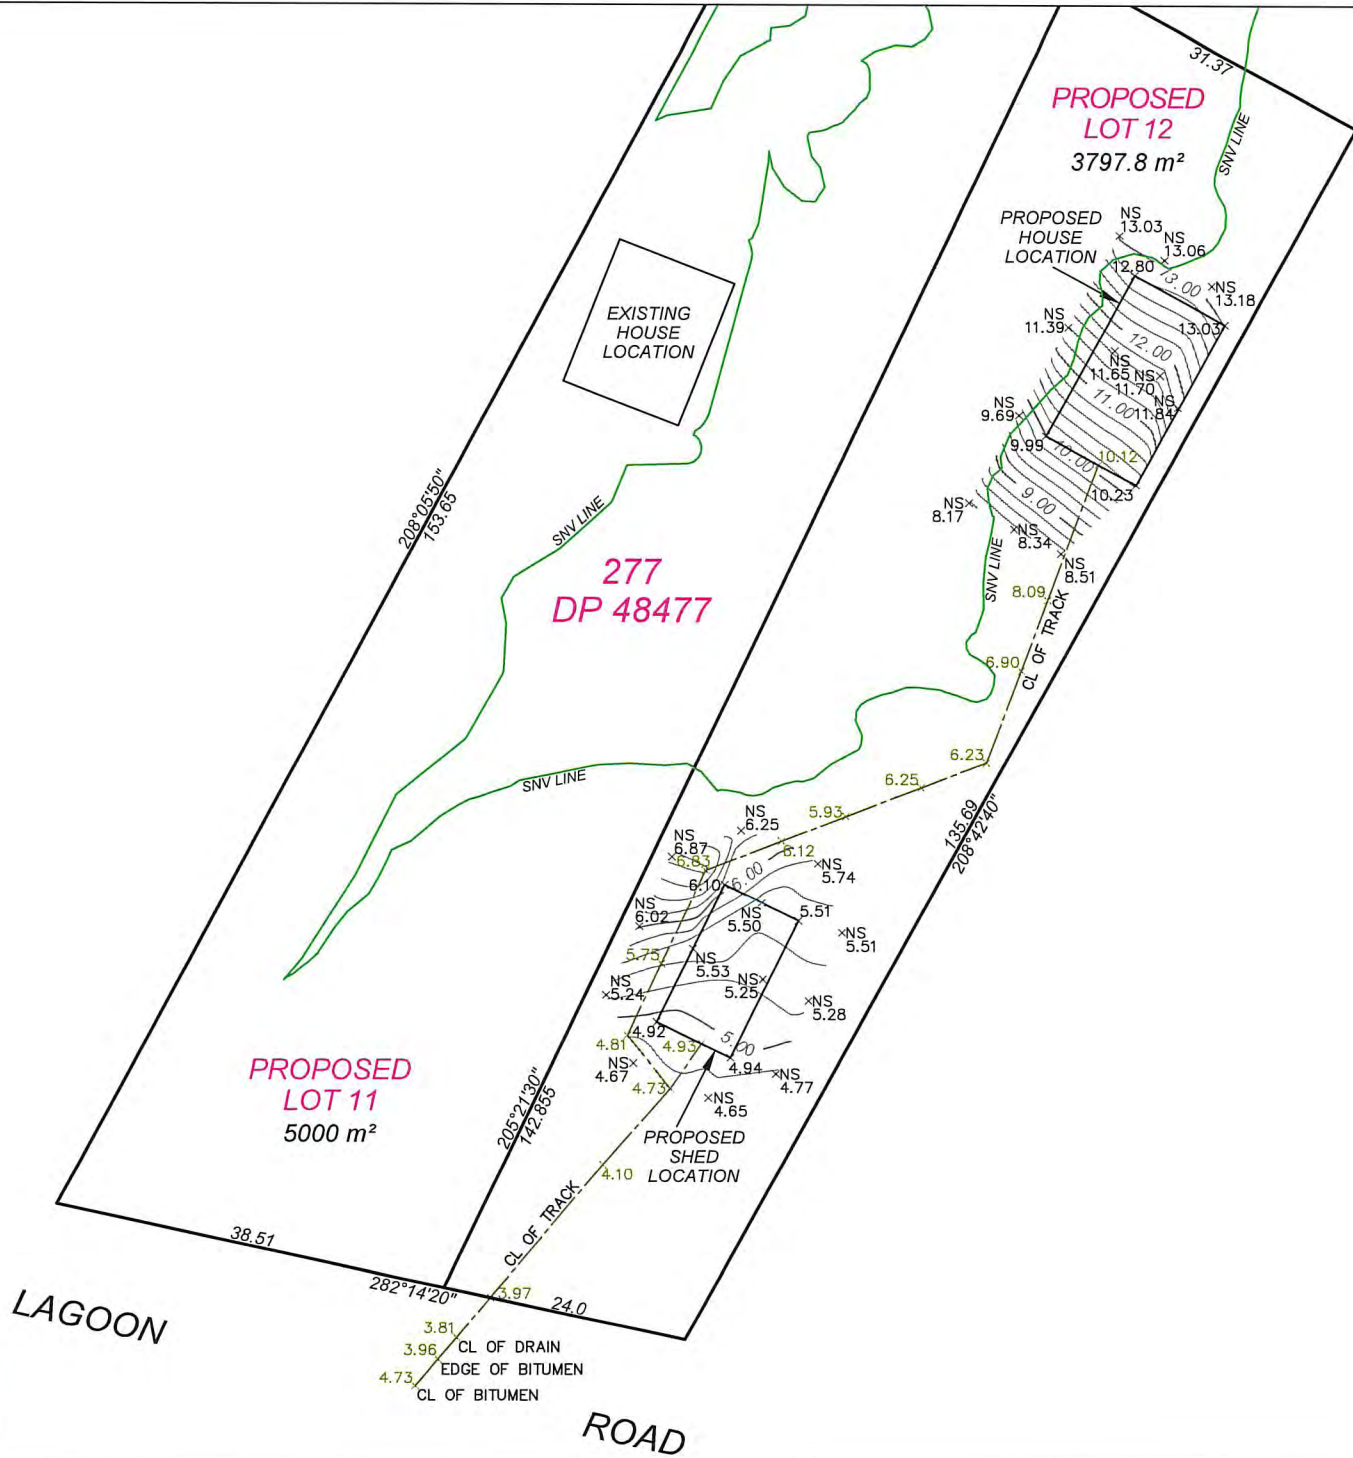 31.37
PROPOSED
LOT 12
3797.8 m²
SNV LINE
PROPOSED
HOUSE
LOCATION
NS
13.03
NS
13.06
12.80
13.00
NS
13.18
13.03
NS
11.39
12.00
NS
11.65
NS
11.70
11.00
NS
11.84
NS
9.69
9.99
10.00
10.12
10.23
9.00
NS
8.17
NS
8.34
NS
8.51
SNV LINE
8.09
CL OF TRACK
6.90
6.23
6.25
5.93
6.12
135.69
208°42'40"
EXISTING
HOUSE
LOCATION
208°05'50"
153.65
SNV LINE
277
DP 48477
SNV LINE
NS
6.25
NS
6.87
6.83
6.10
6.00
NS
5.74
NS
6.02
NS
5.50
5.51
NS
5.51
5.75
NS
5.53
NS
5.25
NS
5.24
NS
5.28
4.92
5.00
4.81
4.93
4.94
NS
4.67
NS
4.77
4.73
NS
4.65
PROPOSED
SHED
LOCATION
PROPOSED
LOT 11
5000 m²
205°21'30"
142.855
4.10
CL OF TRACK
38.51
282°14'20"
3.97
24.0
3.81
CL OF DRAIN
3.96
EDGE OF BITUMEN
4.73
CL OF BITUMEN
LAGOON
ROAD